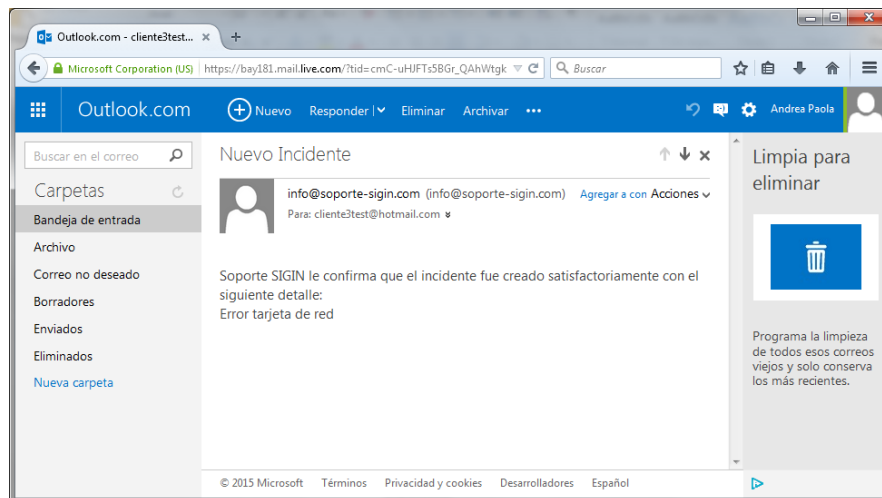 Outlook.com - cliente3test... × +
Microsoft Corporation (US) https://bay181.mail.live.com/?tid=cmC-uHJFTs5BGr_QAhWtgk Buscar
Outlook.com Nuevo Responder Eliminar Archivar ••• Andrea Paola
Buscar en el correo
Carpetas
Bandeja de entrada
Archivo
Correo no deseado
Borradores
Enviados
Eliminados
Nueva carpeta
Nuevo Incidente
info@soporte-sigin.com (info@soporte-sigin.com) Agregar a con Acciones
Para: cliente3test@hotmail.com
Soporte SIGIN le confirma que el incidente fue creado satisfactoriamente con el
siguiente detalle:
Error tarjeta de red
© 2015 Microsoft Términos Privacidad y cookies Desarrolladores Español
Limpia para
eliminar
Programa la limpieza
de todos esos correos
viejos y solo conserva
los más recientes.